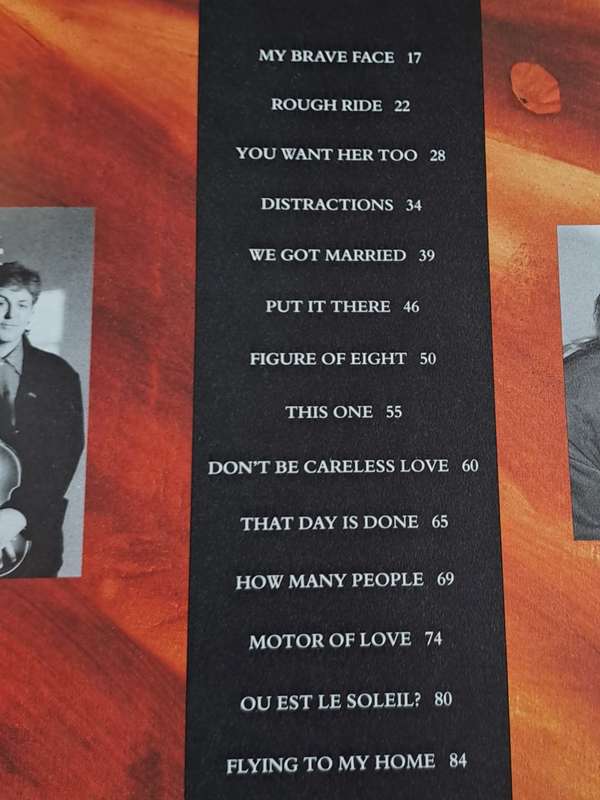 MY BRAVE FACE 17
ROUGH RIDE 22
YOU WANT HER TOO 28
DISTRACTIONS 34
WE GOT MARRIED 39
PUT IT THERE 46
FIGURE OF EIGHT 50
THIS ONE 55
DON'T BE CARELESS LOVE 60
THAT DAY IS DONE 65
HOW MANY PEOPLE 69
MOTOR OF LOVE 74
OU EST LE SOLEIL? 80
FLYING TO MY HOME 84